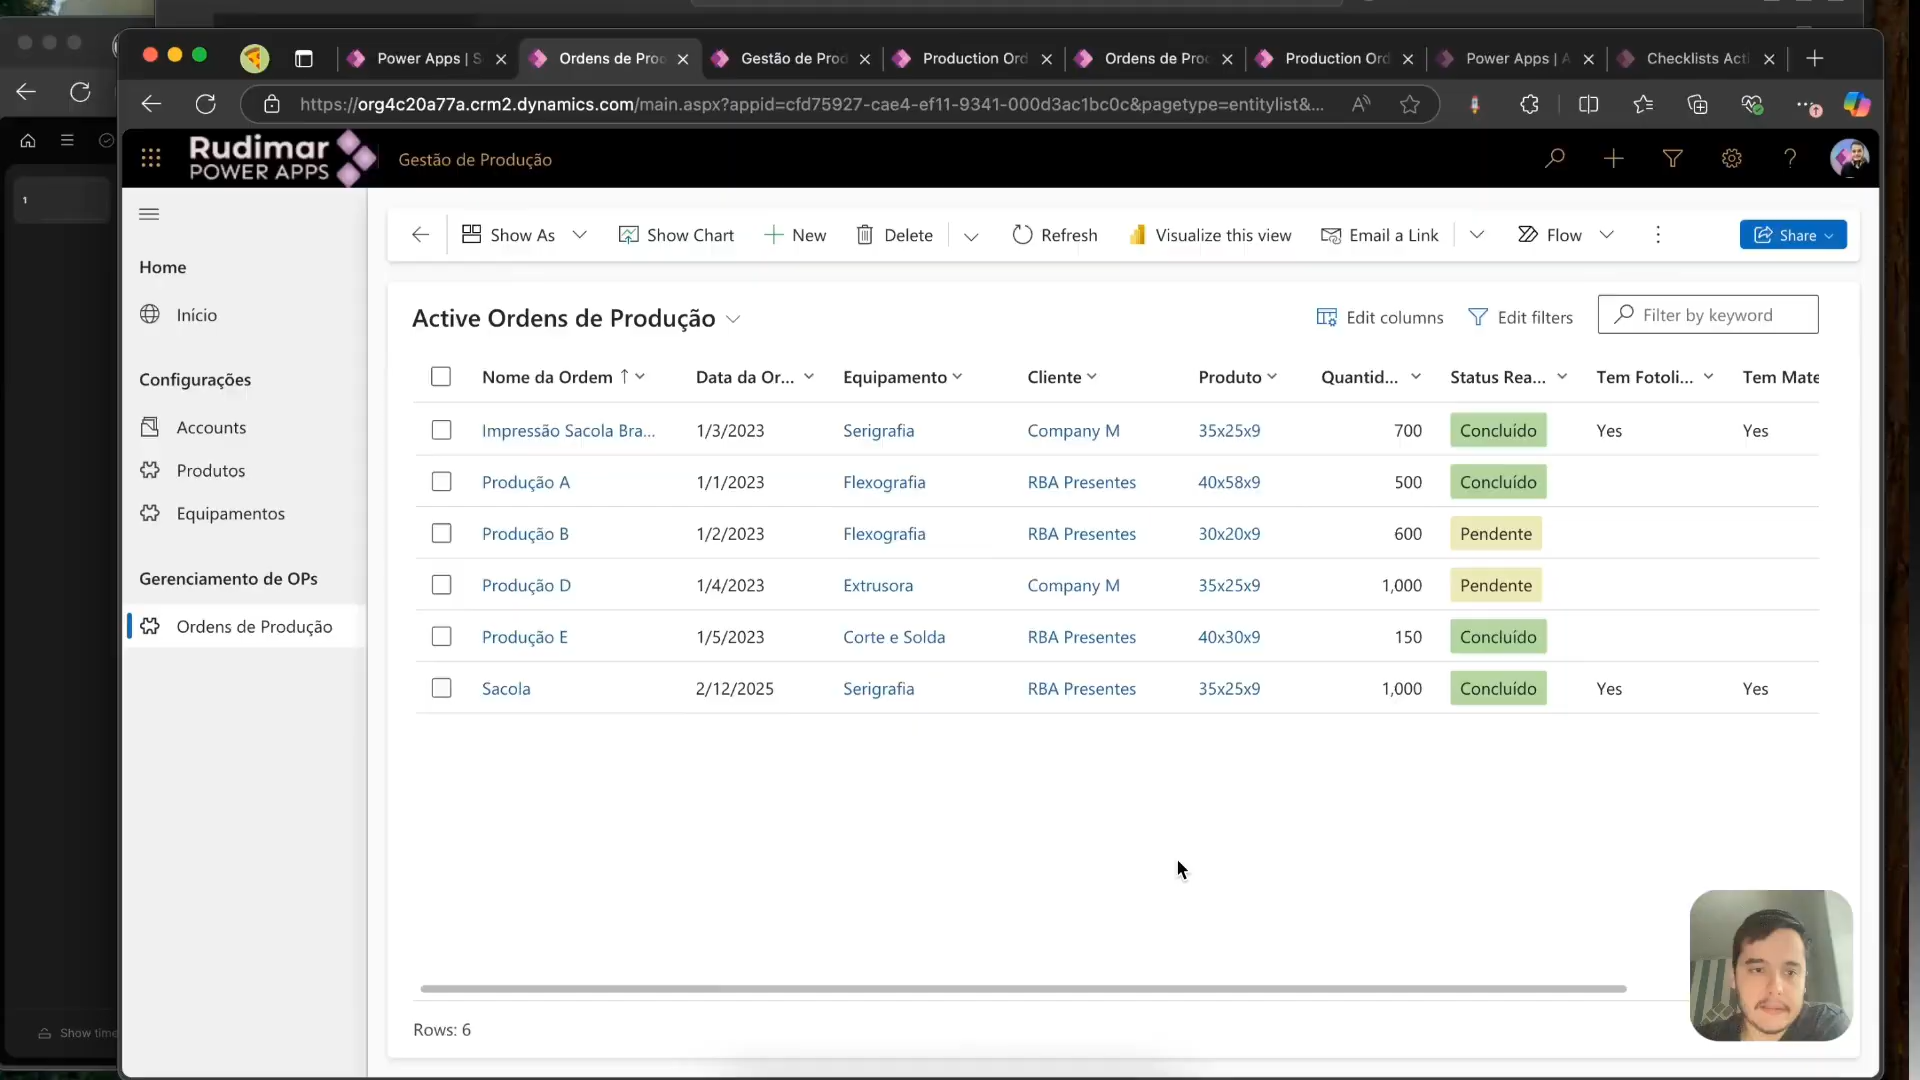 Power Apps | S
Ordens de Pro
Gestão de Prod
Production Ord
Ordens de Pro
Production Ord
Power Apps | A
Checklists Acti
https://org4c20a77a.crm2.dynamics.com/main.aspx?appid=cfd75927-cae4-ef11-9341-000d3ac1bc0c&pagetype=entitylist&...
Rudimar
POWER APPS
Gestão de Produção
1
Home
Início
Configurações
Accounts
Produtos
Equipamentos
Gerenciamento de OPs
Ordens de Produção
Show As
Show Chart
New
Delete
Refresh
Visualize this view
Email a Link
Flow
Share
Active Ordens de Produção
Edit columns
Edit filters
Filter by keyword
Nome da Ordem ↑ Data da Or... Equipamento Cliente Produto Quantid... Status Rea... Tem Fotoli... Tem Mate
Impressão Sacola Bra... 1/3/2023 Serigrafia Company M 35x25x9 700 Concluído Yes Yes
Produção A 1/1/2023 Flexografia RBA Presentes 40x58x9 500 Concluído
Produção B 1/2/2023 Flexografia RBA Presentes 30x20x9 600 Pendente
Produção D 1/4/2023 Extrusora Company M 35x25x9 1,000 Pendente
Produção E 1/5/2023 Corte e Solda RBA Presentes 40x30x9 150 Concluído
Sacola 2/12/2025 Serigrafia RBA Presentes 35x25x9 1,000 Concluído Yes Yes
Rows: 6
Show time